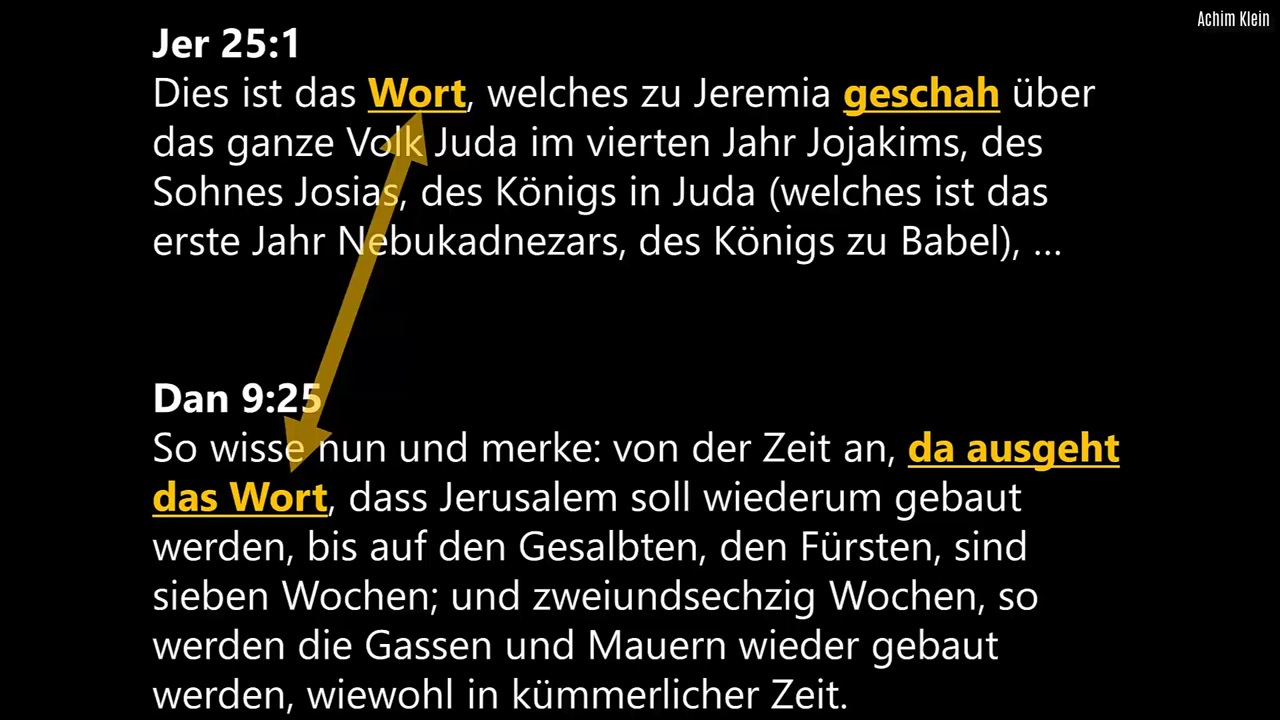 Achim Klein
Jer 25:1
Dies ist das Wort, welches zu Jeremia geschah über
das ganze Volk Juda im vierten Jahr Jojakims, des
Sohnes Josias, des Königs in Juda (welches ist das
erste Jahr Nebukadnezars, des Königs zu Babel), ...
Dan 9:25
So wisse nun und merke: von der Zeit an, da ausgeht
das Wort, dass Jerusalem soll wiederum gebaut
werden, bis auf den Gesalbten, den Fürsten, sind
sieben Wochen; und zweiundsechzig Wochen, so
werden die Gassen und Mauern wieder gebaut
werden, wiewohl in kümmerlicher Zeit.